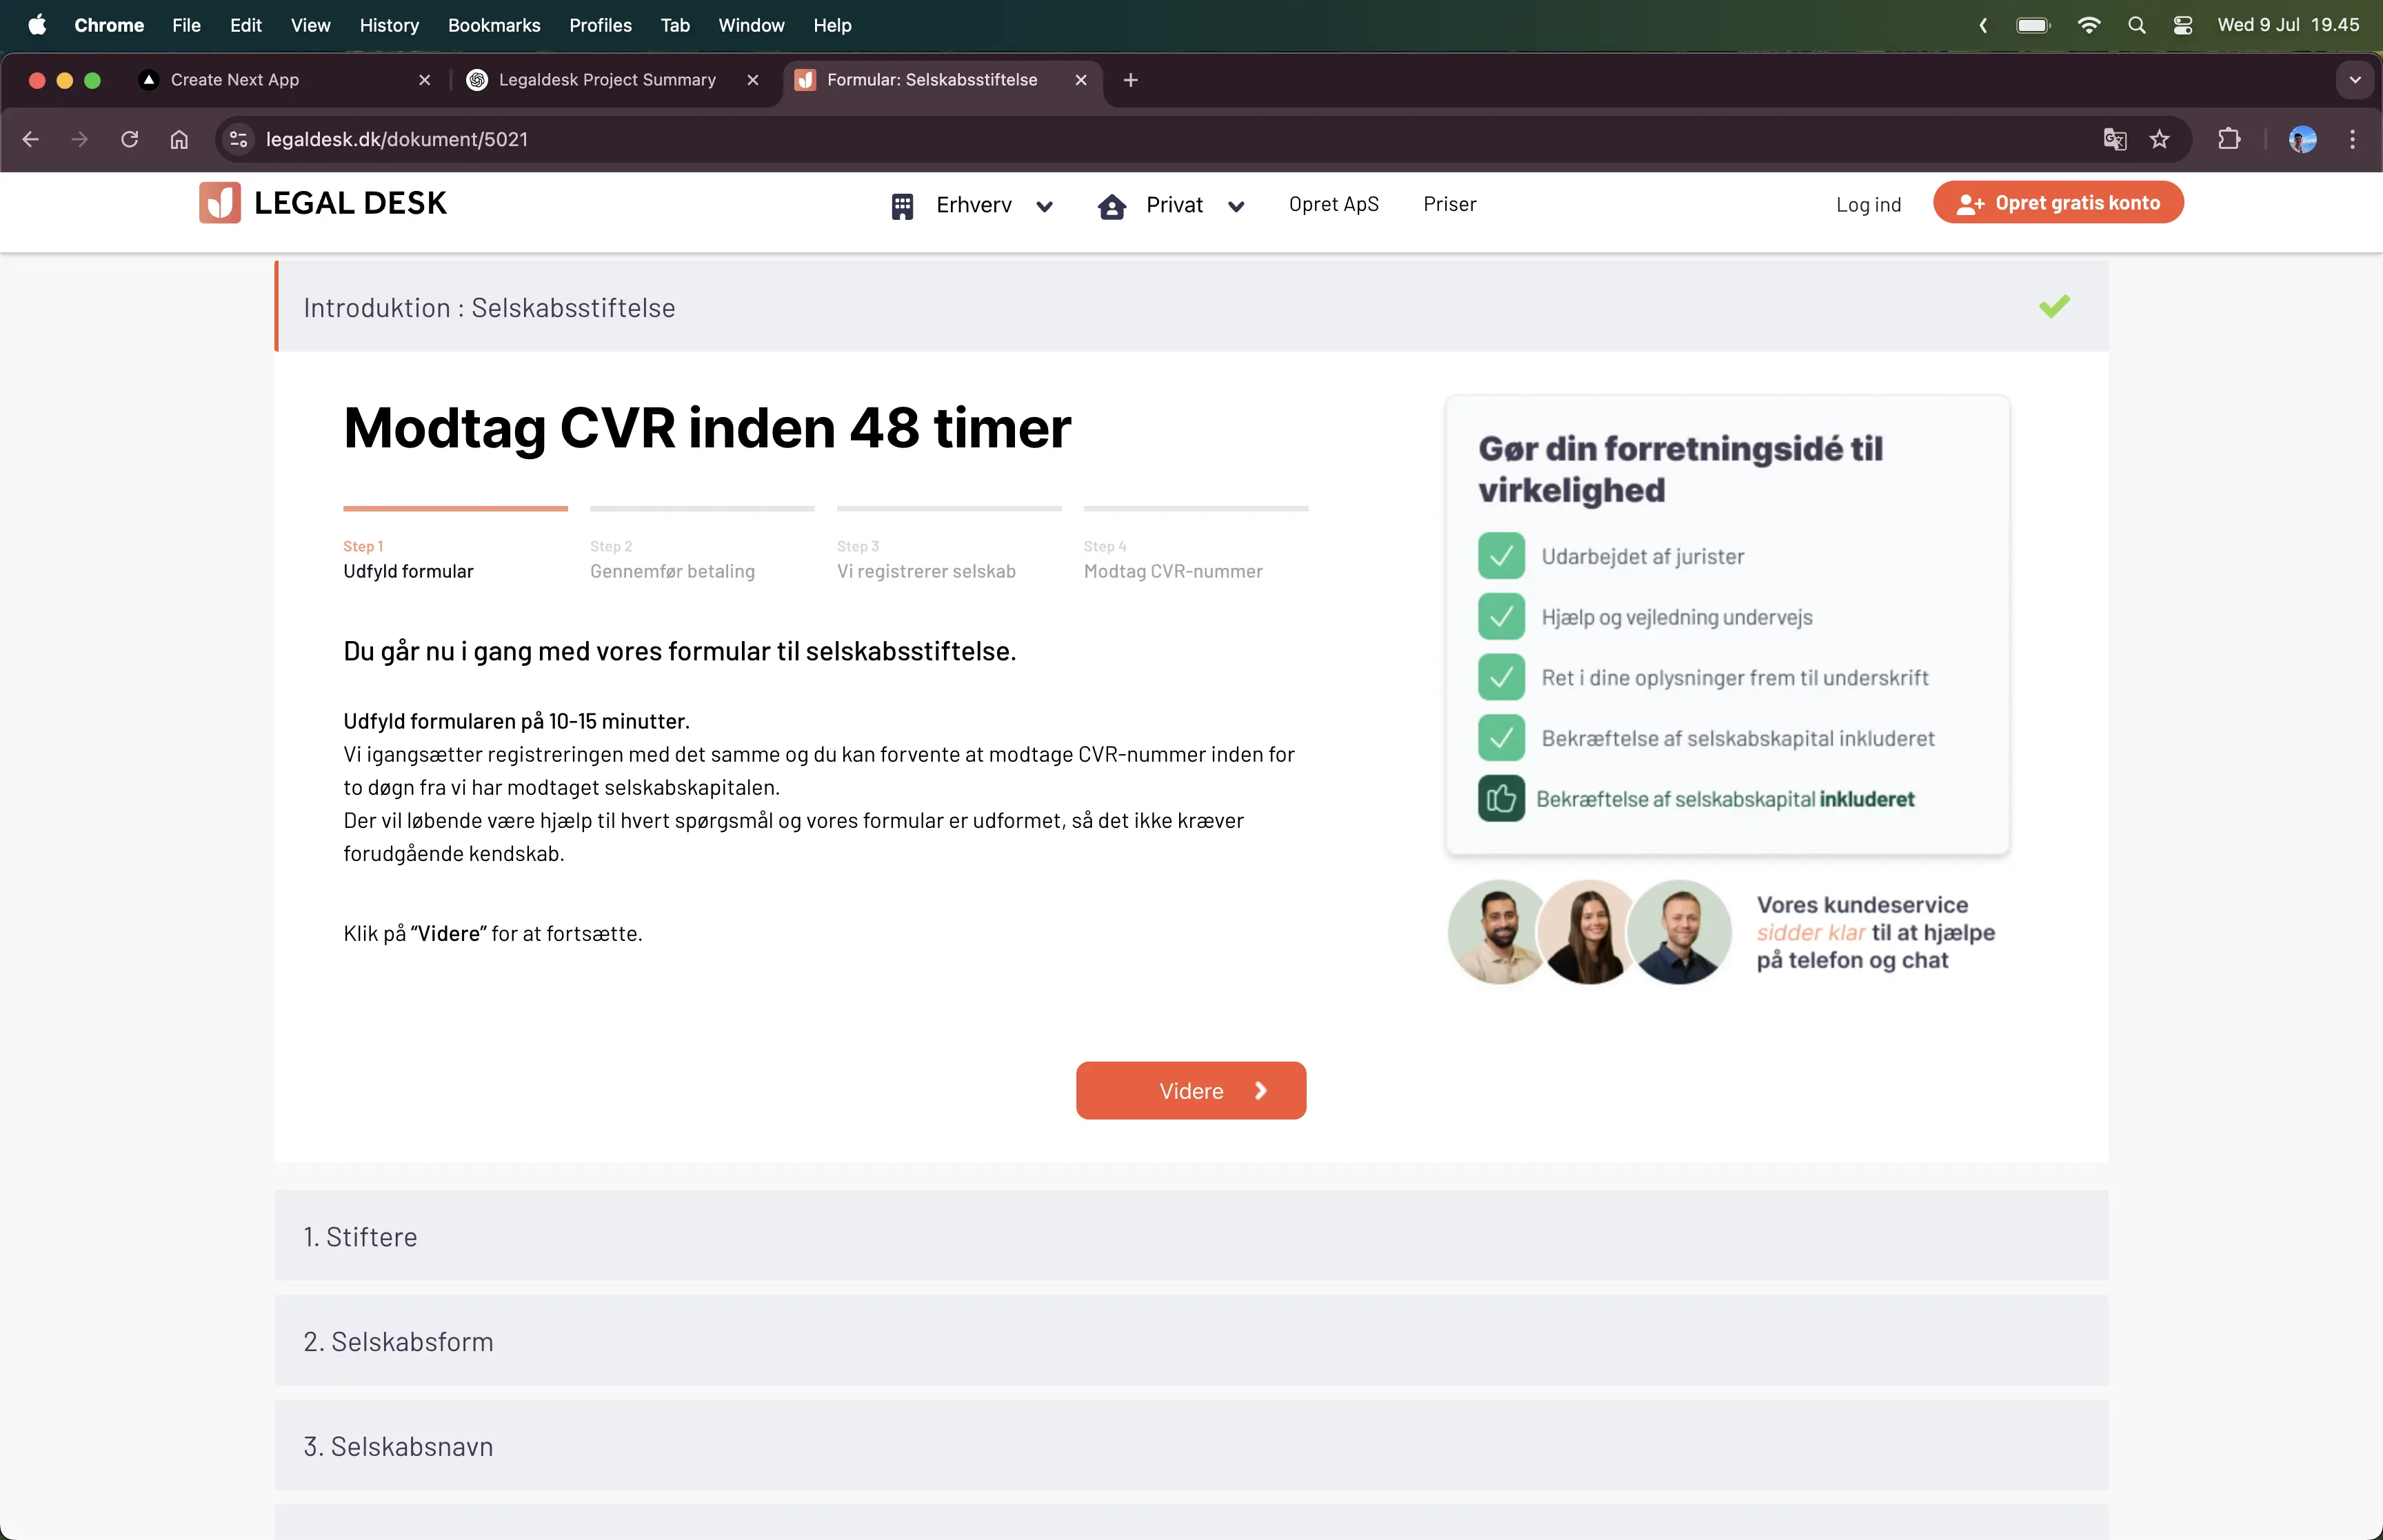 Chrome File Edit View History Bookmarks Profiles Tab Window Help Wed 9 Jul 19.45
Create Next App Legaldesk Project Summary Formular: Selskabsstiftelse
legaldesk.dk/dokument/5021
LEGAL DESK Erhverv Privat Opret ApS Priser Log ind Opret gratis konto
Introduktion : Selskabsstiftelse
Modtag CVR inden 48 timer
Step 1
Udfyld formular
Step 2
Gennemfør betaling
Step 3
Vi registrerer selskab
Step 4
Modtag CVR-nummer
Du går nu i gang med vores formular til selskabsstiftelse.
Udfyld formularen på 10-15 minutter.
Vi igangsætter registreringen med det samme og du kan forvente at modtage CVR-nummer inden for
to døgn fra vi har modtaget selskabskapitalen.
Der vil løbende være hjælp til hvert spørgsmål og vores formular er udformet, så det ikke kræver
forudgående kendskab.
Klik på “Videre” for at fortsætte.
Gør din forretningsidé til
virkelighed
Udarbejdet af jurister
Hjælp og vejledning undervejs
Ret i dine oplysninger frem til underskrift
Bekræftelse af selskabskapital inkluderet
Bekræftelse af selskabskapital inkluderet
Vores kundeservice
sidder klar til at hjælpe
på telefon og chat
Videre
1. Stiftere
2. Selskabsform
3. Selskabsnavn